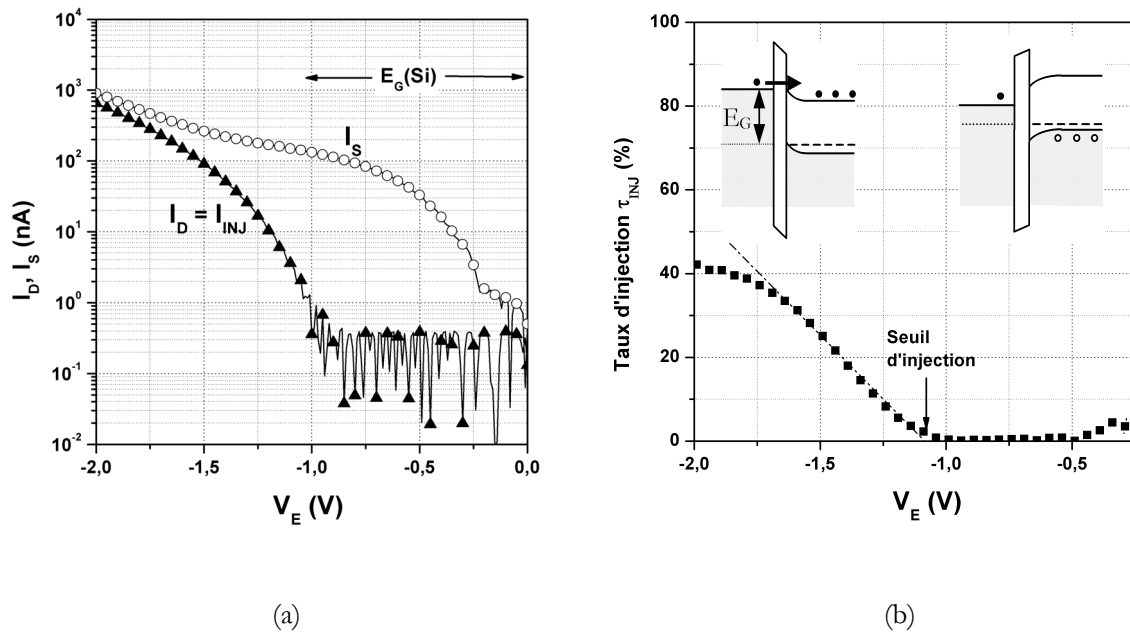 10⁴
10³
10²
10¹
10⁰
10⁻¹
10⁻²
I_D, I_S (nA)
E_G(Si)
I_S
I_D = I_INJ
-2,0 -1,5 -1,0 -0,5 0,0
V_E (V)
(a)
100
80
60
40
20
0
Taux d'injection τ_INJ (%)
E_G
Seuil
d'injection
-2,0 -1,5 -1,0 -0,5
V_E (V)
(b)